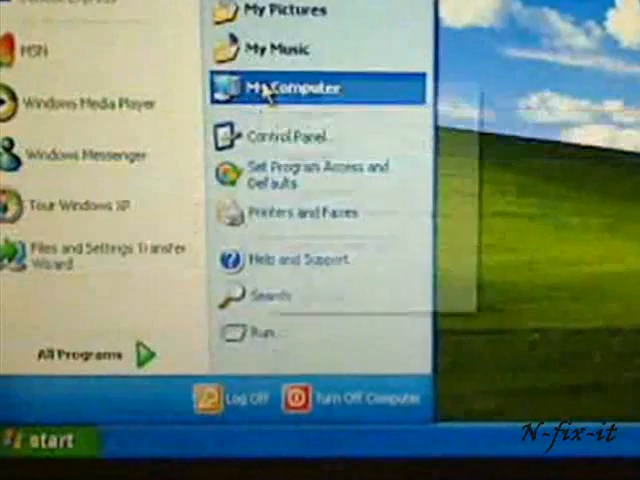 My Pictures
MSN
My Music
My Computer
Windows Media Player
Control Panel
Windows Messenger
Set Program Access and
Defaults
Tour Windows XP
Printers and Faxes
Files and Settings Transfer
Wizard
Help and Support
Search
Run...
All Programs
Log Off
Turn Off Computer
start
N-fix-it